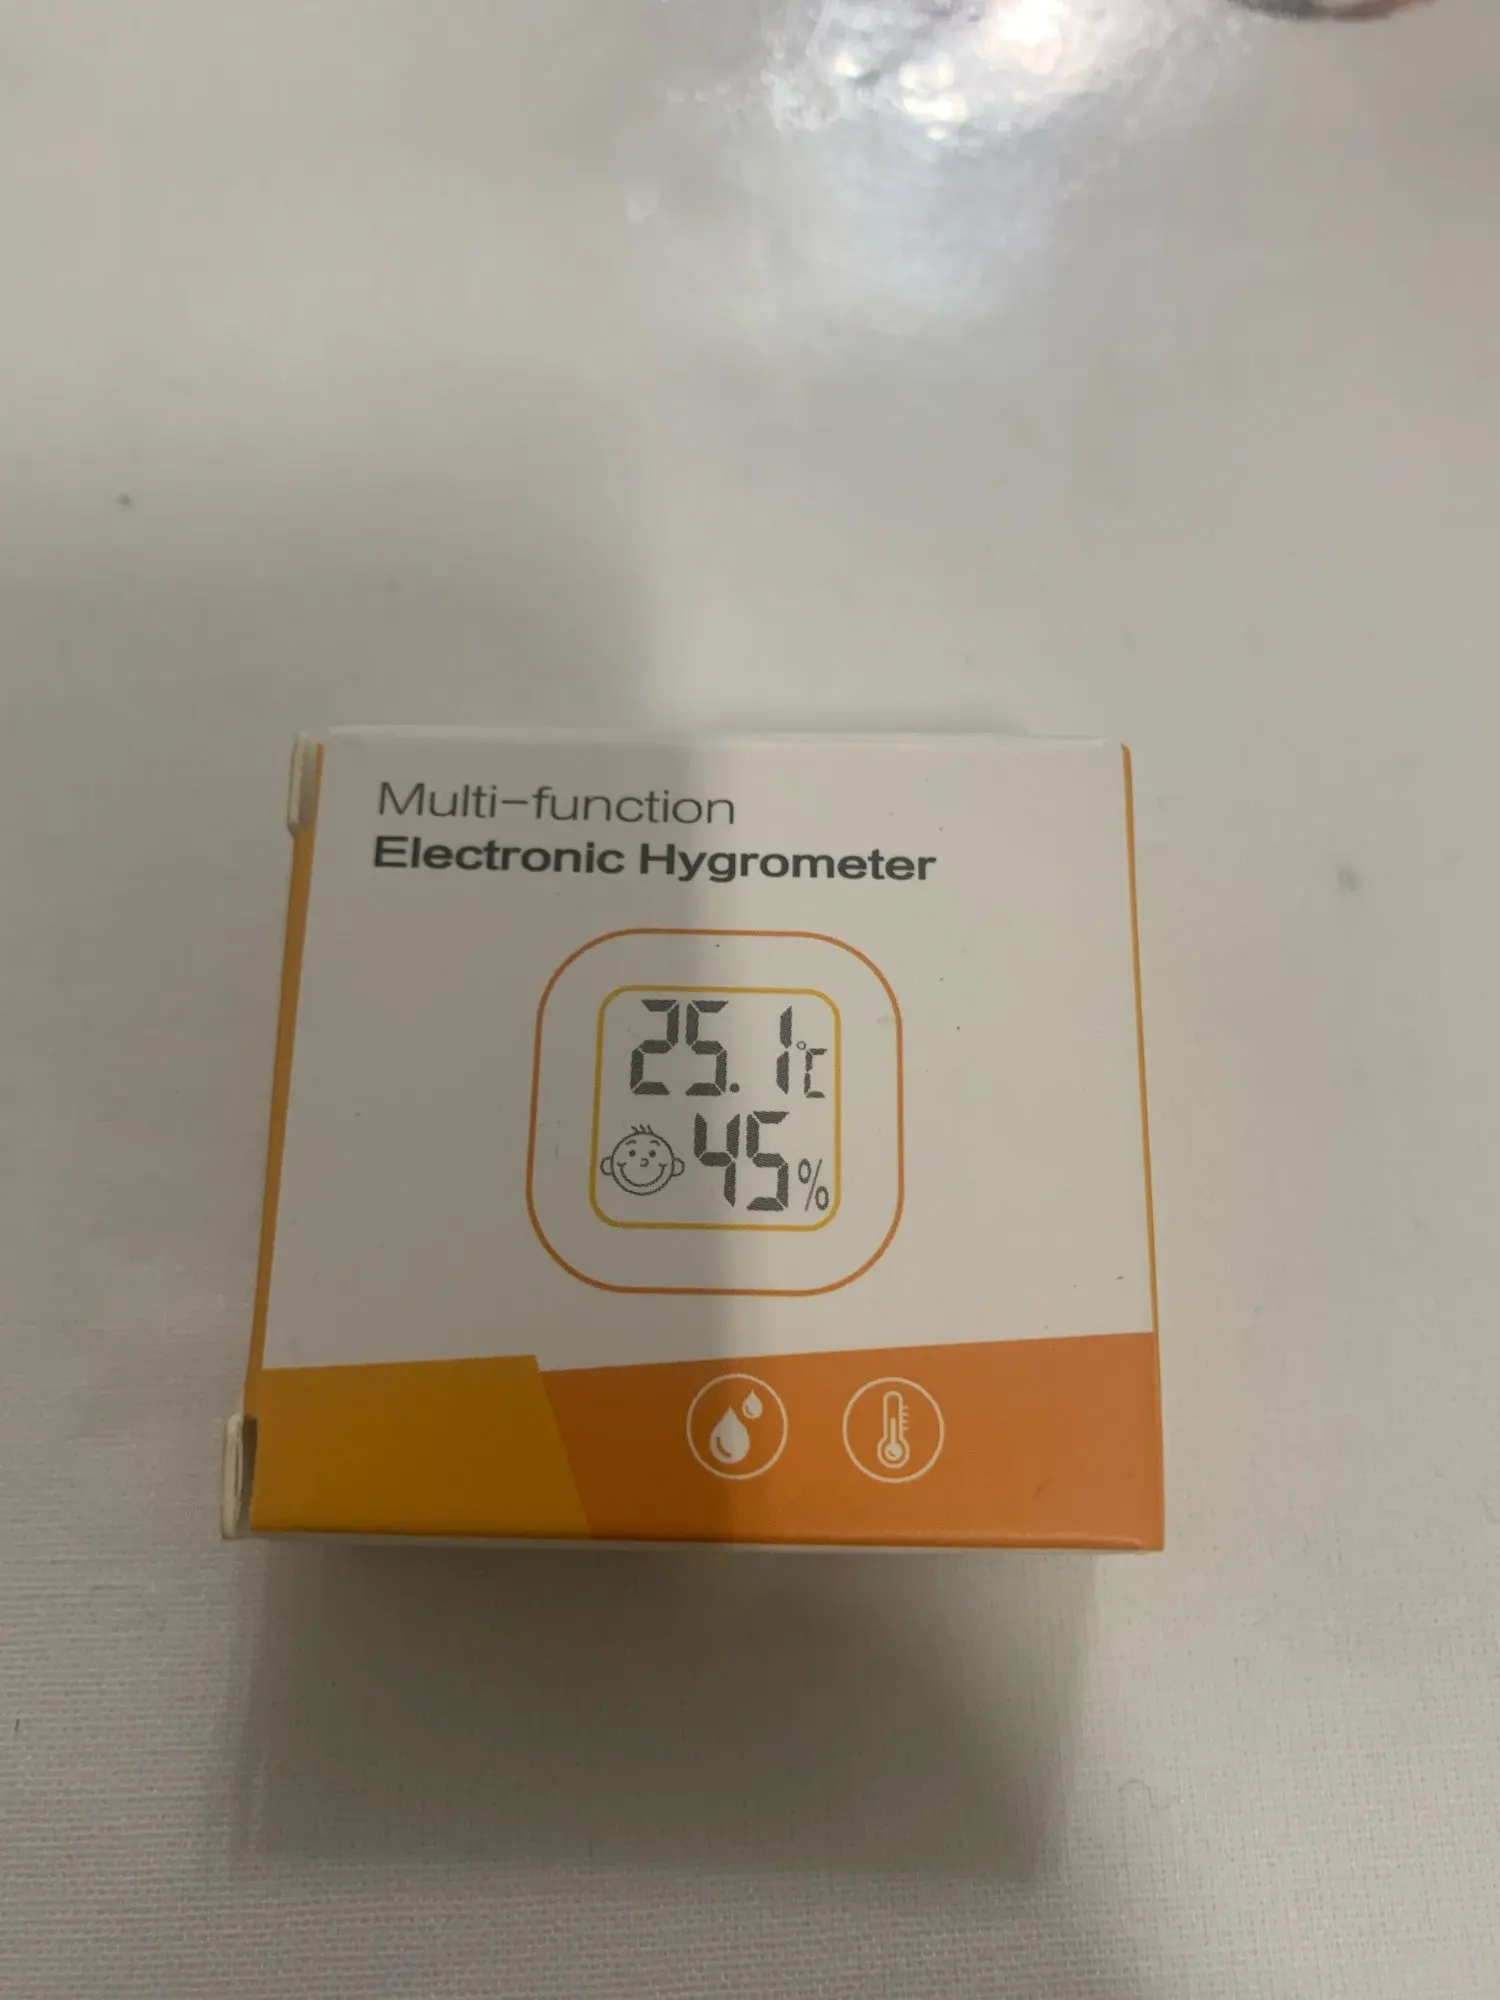 Multi-function
Electronic Hygrometer
25.1℃
45%